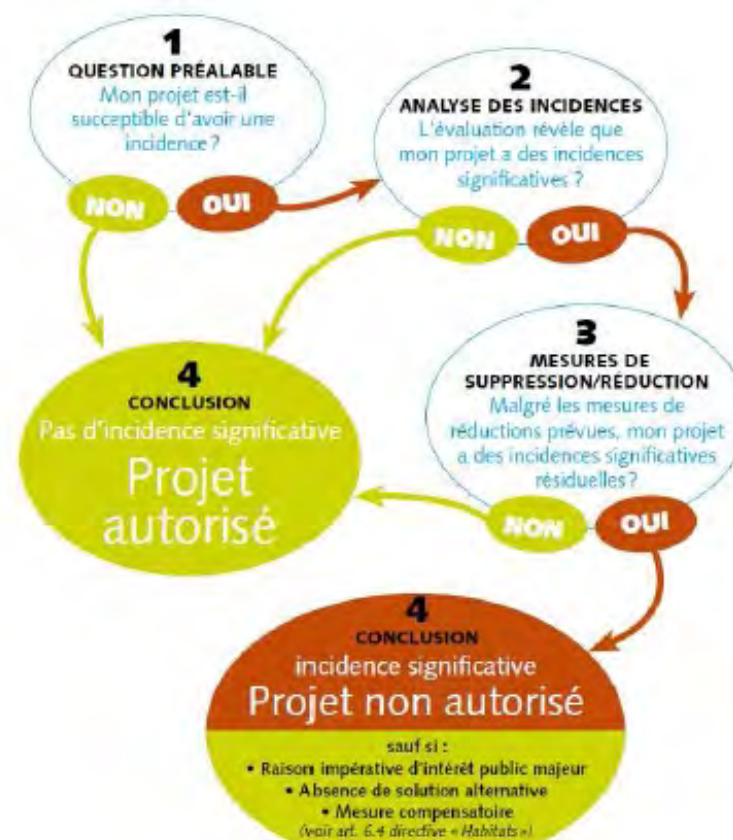 1
QUESTION PRÉALABLE
Mon projet est-il
succeptible d'avoir une
incidence ?
NON
OUI
2
ANALYSE DES INCIDENCES
L'évaluation révèle que
mon projet a des incidences
significatives ?
NON
OUI
3
MESURES DE
SUPPRESSION/RÉDUCTION
Malgré les mesures de
réductions prévues, mon projet
a des incidences significatives
résiduelles ?
NON
OUI
4
CONCLUSION
Pas d'incidence significative
Projet
autorisé
4
CONCLUSION
incidence significative
Projet non autorisé
sauf si :
• Raison impérative d'intérêt public majeur
• Absence de solution alternative
• Mesure compensatoire
(voir art. 6.4 directive « Habitats »)